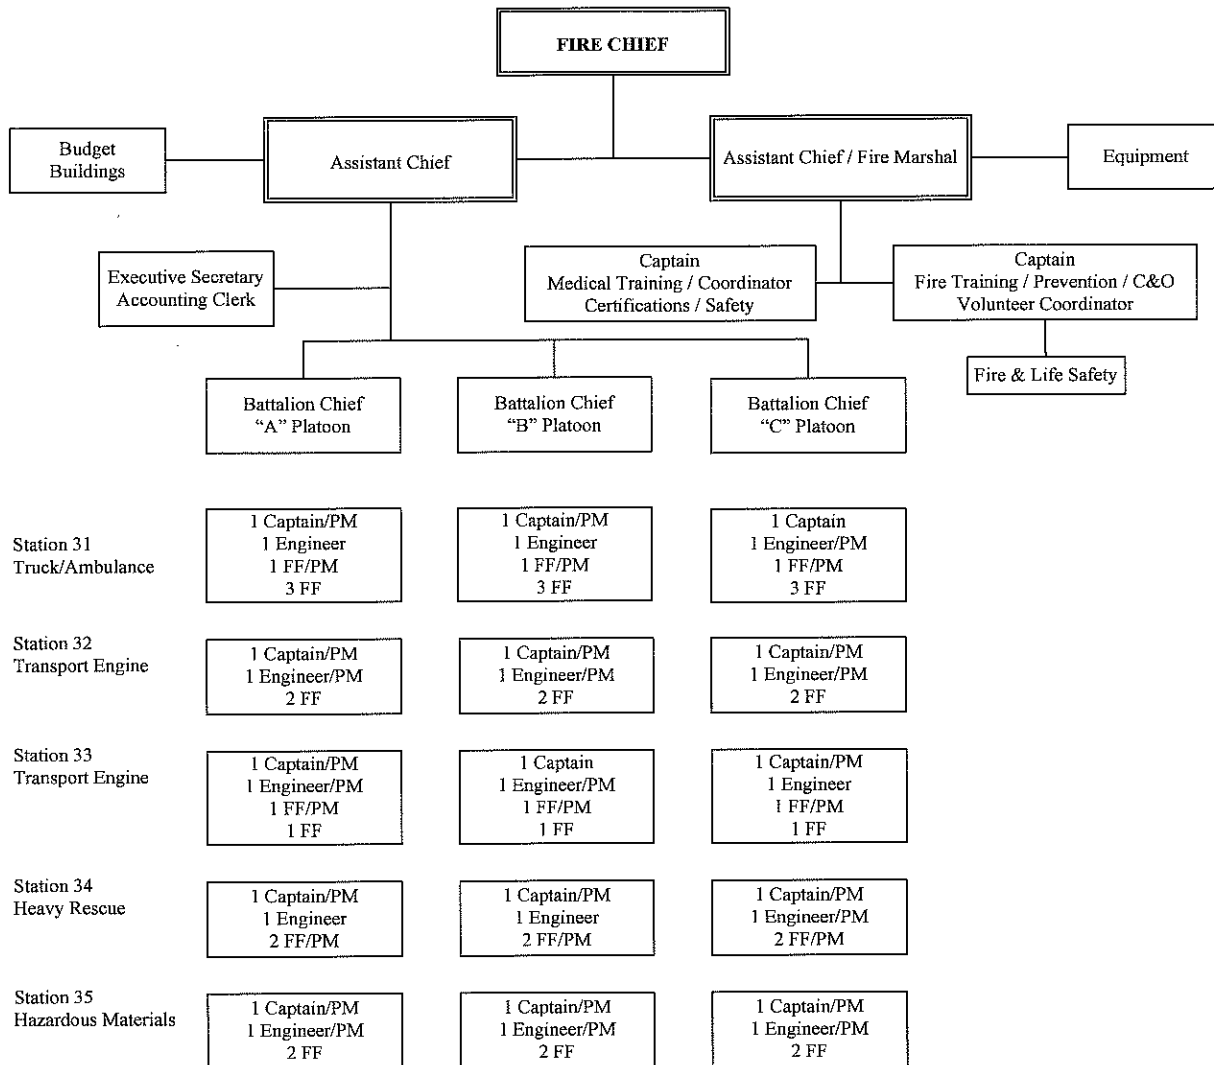 FIRE CHIEF
Budget
Buildings
Assistant Chief
Assistant Chief / Fire Marshal
Equipment
Executive Secretary
Accounting Clerk
Captain
Medical Training / Coordinator
Certifications / Safety
Captain
Fire Training / Prevention / C&O
Volunteer Coordinator
Fire & Life Safety
Battalion Chief
“A” Platoon
Battalion Chief
“B” Platoon
Battalion Chief
“C” Platoon
Station 31
Truck/Ambulance
1 Captain/PM
1 Engineer
1 FF/PM
3 FF
1 Captain/PM
1 Engineer
1 FF/PM
3 FF
1 Captain
1 Engineer/PM
1 FF/PM
3 FF
Station 32
Transport Engine
1 Captain/PM
1 Engineer/PM
2 FF
1 Captain/PM
1 Engineer/PM
2 FF
1 Captain/PM
1 Engineer/PM
2 FF
Station 33
Transport Engine
1 Captain/PM
1 Engineer/PM
1 FF/PM
1 FF
1 Captain
1 Engineer/PM
1 FF/PM
1 FF
1 Captain/PM
1 Engineer
1 FF/PM
1 FF
Station 34
Heavy Rescue
1 Captain/PM
1 Engineer
2 FF/PM
1 Captain/PM
1 Engineer
2 FF/PM
1 Captain/PM
1 Engineer/PM
2 FF/PM
Station 35
Hazardous Materials
1 Captain/PM
1 Engineer/PM
2 FF
1 Captain/PM
1 Engineer/PM
2 FF
1 Captain/PM
1 Engineer/PM
2 FF